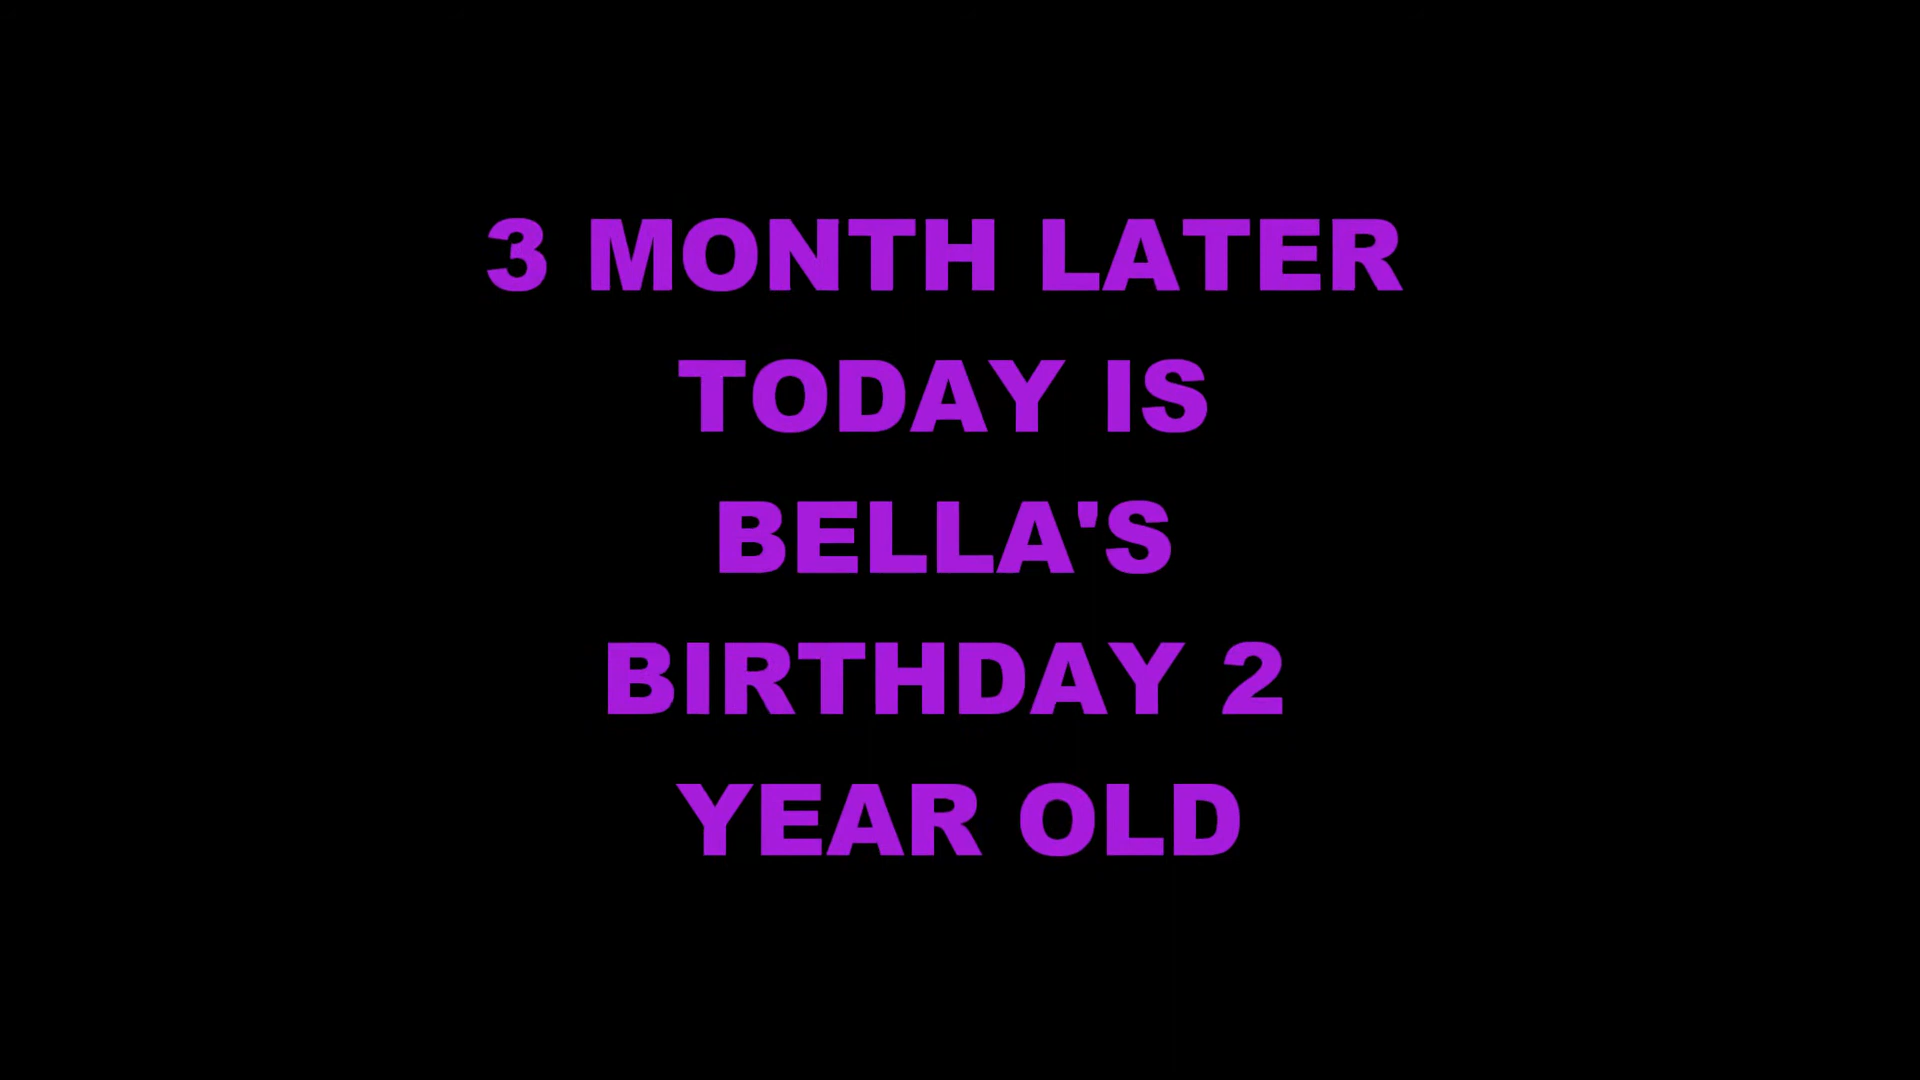 3 MONTH LATER
TODAY IS
BELLA'S
BIRTHDAY 2
YEAR OLD